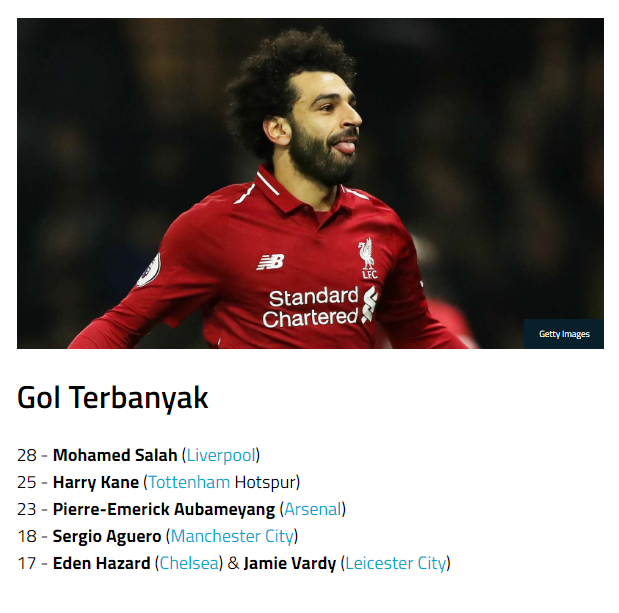 LFC
Standard
Chartered
Getty Images
Gol Terbanyak
28 - Mohamed Salah (Liverpool)
25 - Harry Kane (Tottenham Hotspur)
23 - Pierre-Emerick Aubameyang (Arsenal)
18 - Sergio Aguero (Manchester City)
17 - Eden Hazard (Chelsea) & Jamie Vardy (Leicester City)